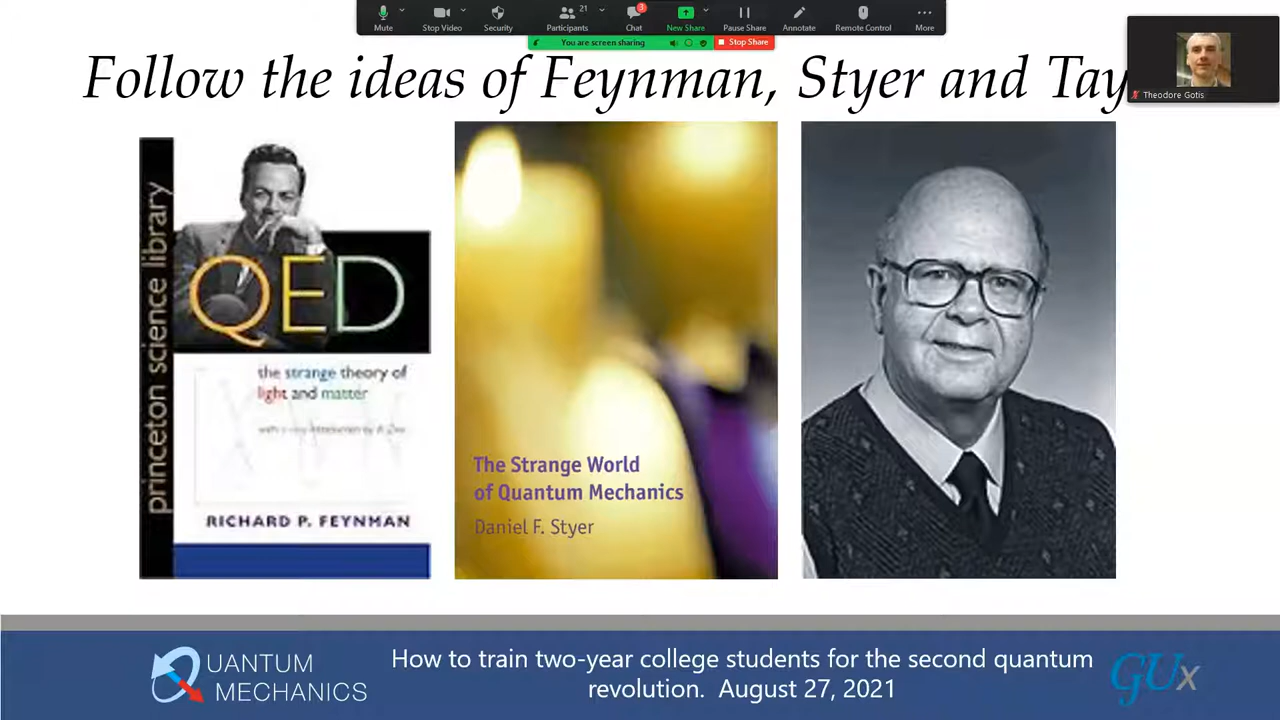 21
3
Mute
Stop Video
Security
Participants
Chat
New Share
Pause Share
Annotate
Remote Control
More
You are screen sharing
Stop Share
Theodore Gotis
Follow the ideas of Feynman, Styer and Tay
princeton science library
QED
the strange theory of
light and matter
RICHARD P. FEYNMAN
The Strange World
of Quantum Mechanics
Daniel F. Styer
QUANTUM
MECHANICS
How to train two-year college students for the second quantum
revolution. August 27, 2021
GUx